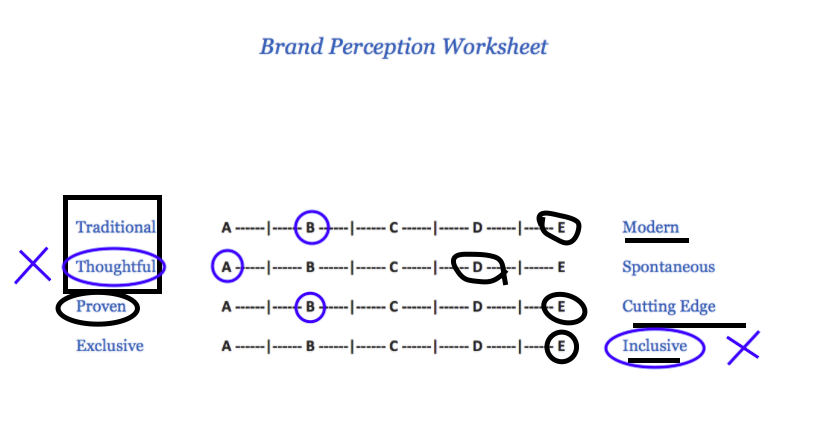 Brand Perception Worksheet
Traditional A ------|------ B ------|------ C ------|------ D ------|------ E Modern
Thoughtful A ------|------ B ------|------ C ------|------ D ------|------ E Spontaneous
Proven A ------|------ B ------|------ C ------|------ D ------|------ E Cutting Edge
Exclusive A ------|------ B ------|------ C ------|------ D ------|------ E Inclusive